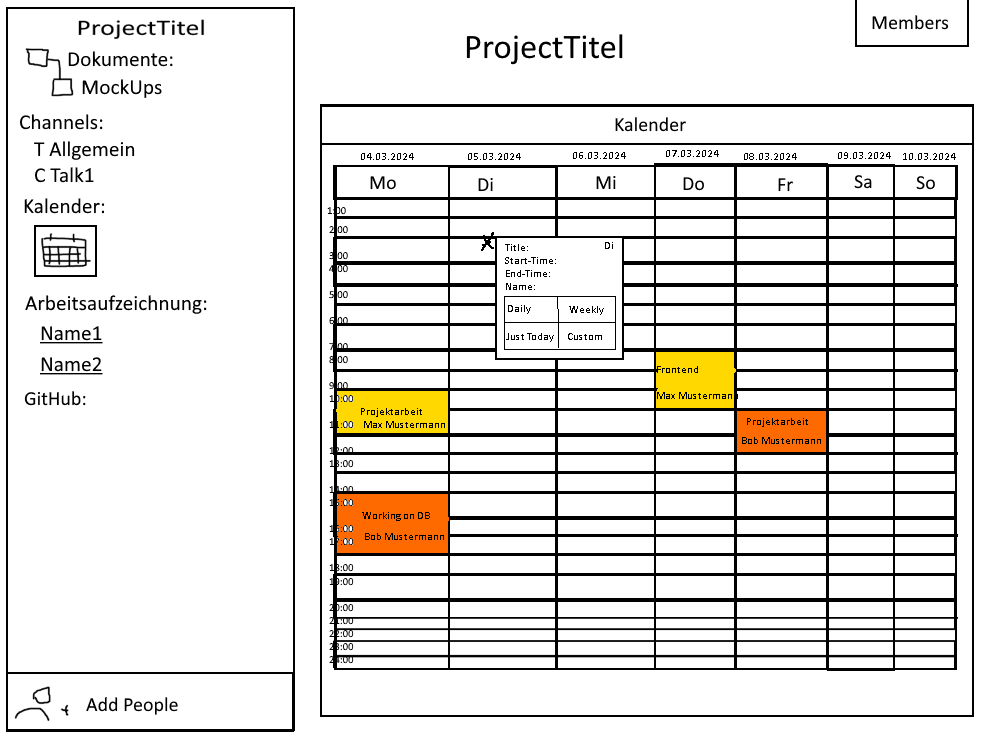 ProjectTitel
Dokumente:
MockUps
Channels:
T Allgemein
C Talk1
Kalender:
Arbeitsaufzeichnung:
Name1
Name2
GitHub:
Add People
Members
ProjectTitel
Kalender
04.03.2024 05.03.2024 06.03.2024 07.03.2024 08.03.2024 09.03.2024 10.03.2024
Mo Di Mi Do Fr Sa So
1:00
2:00
3:00
4:00
5:00
6:00
7:00
8:00
9:00
10:00
11:00
12:00
13:00
14:00
15:00
16:00
17:00
18:00
19:00
20:00
21:00
22:00
23:00
24:00
X
Title: Di
Start-Time:
End-Time:
Name:
Daily Weekly
Just Today Custom
Frontend
Max Mustermann
Projektarbeit
Max Mustermann
Projektarbeit
Bob Mustermann
Working on DB
Bob Mustermann